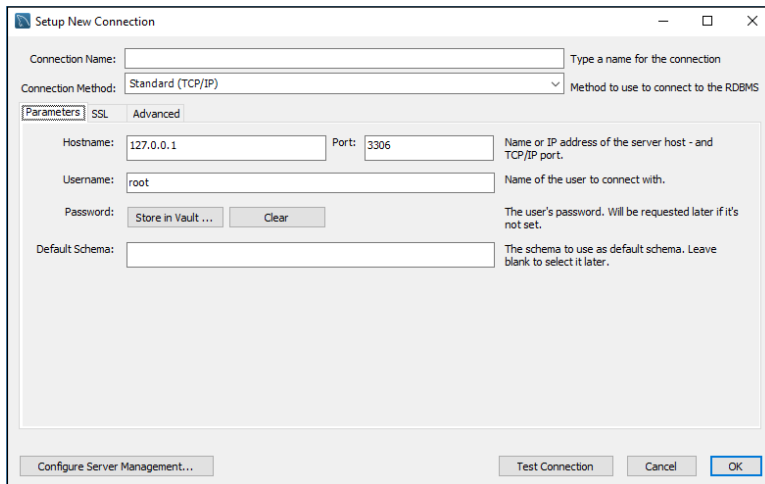 Setup New Connection
Connection Name: Type a name for the connection
Connection Method: Standard (TCP/IP) Method to use to connect to the RDBMS
Parameters SSL Advanced
Hostname: 127.0.0.1 Port: 3306 Name or IP address of the server host - and
TCP/IP port.
Username: root Name of the user to connect with.
Password: Store in Vault ... Clear The user's password. Will be requested later if it's
not set.
Default Schema: The schema to use as default schema. Leave
blank to select it later.
Configure Server Management... Test Connection Cancel OK